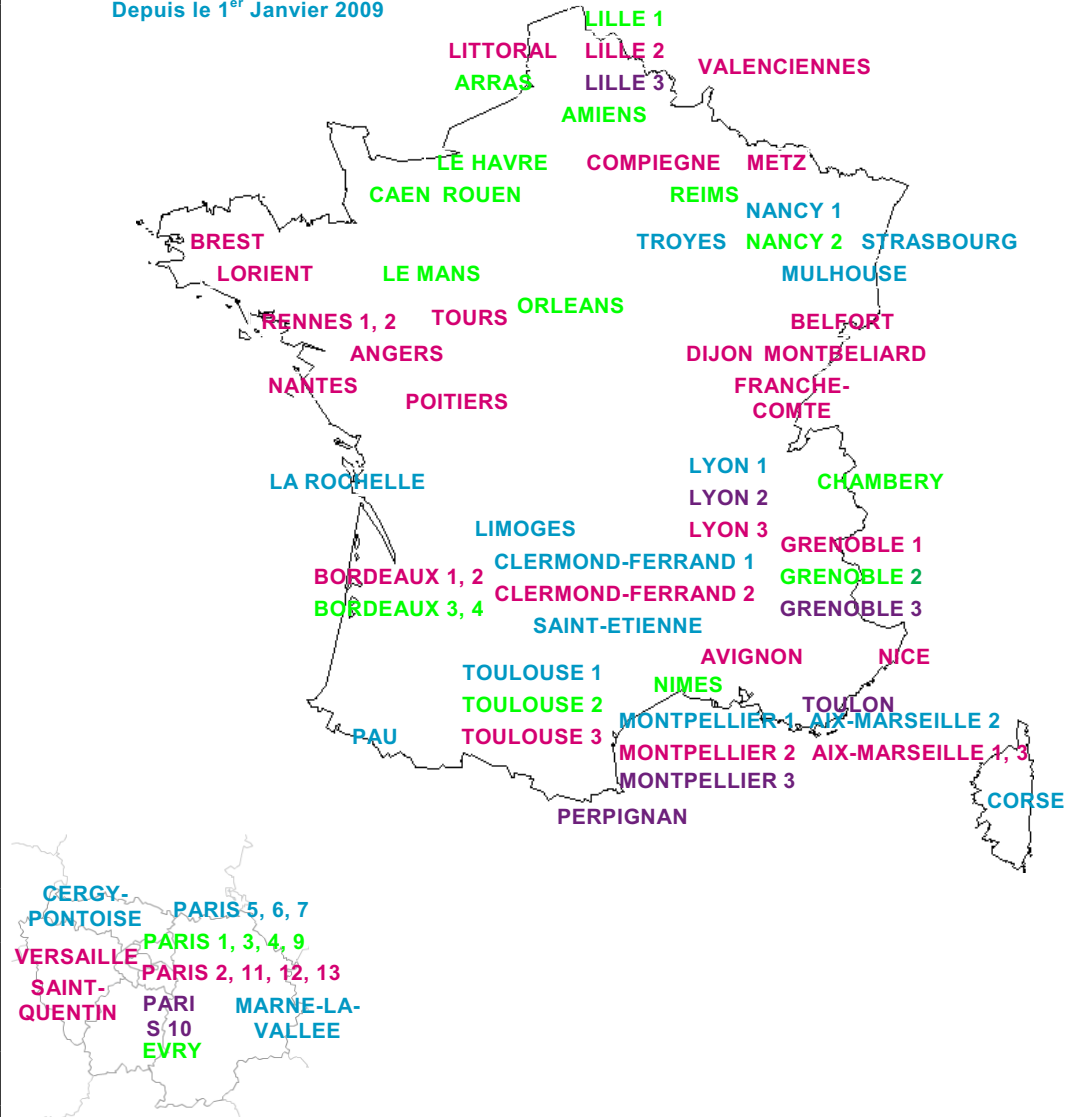 Depuis le 1er Janvier 2009
LILLE 1
LITTORAL LILLE 2
VALENCIENNES
ARRAS LILLE 3
AMIENS
LE HAVRE COMPIEGNE METZ
CAEN ROUEN REIMS
NANCY 1
BREST TROYES NANCY 2 STRASBOURG
LORIENT LE MANS MULHOUSE
ORLEANS
RENNES 1, 2 TOURS BELFORT
ANGERS DIJON MONTBELIARD
NANTES FRANCHE-
POITIERS COMTE
LYON 1
LA ROCHELLE CHAMBERY
LYON 2
LIMOGES LYON 3
GRENOBLE 1
CLERMOND-FERRAND 1
BORDEAUX 1, 2 GRENOBLE 2
CLERMOND-FERRAND 2
BORDEAUX 3, 4 GRENOBLE 3
SAINT-ETIENNE
AVIGNON NICE
TOULOUSE 1
NIMES
TOULOUSE 2 TOULON
MONTPELLIER 1 AIX-MARSEILLE 2
PAU TOULOUSE 3
MONTPELLIER 2 AIX-MARSEILLE 1, 3
MONTPELLIER 3
CORSE
PERPIGNAN
CERGY-
PONTOISE PARIS 5, 6, 7
PARIS 1, 3, 4, 9
VERSAILLE
PARIS 2, 11, 12, 13
SAINT-
QUENTIN
PARI
S 10
MARNE-LA-
VALLEE
EVRY